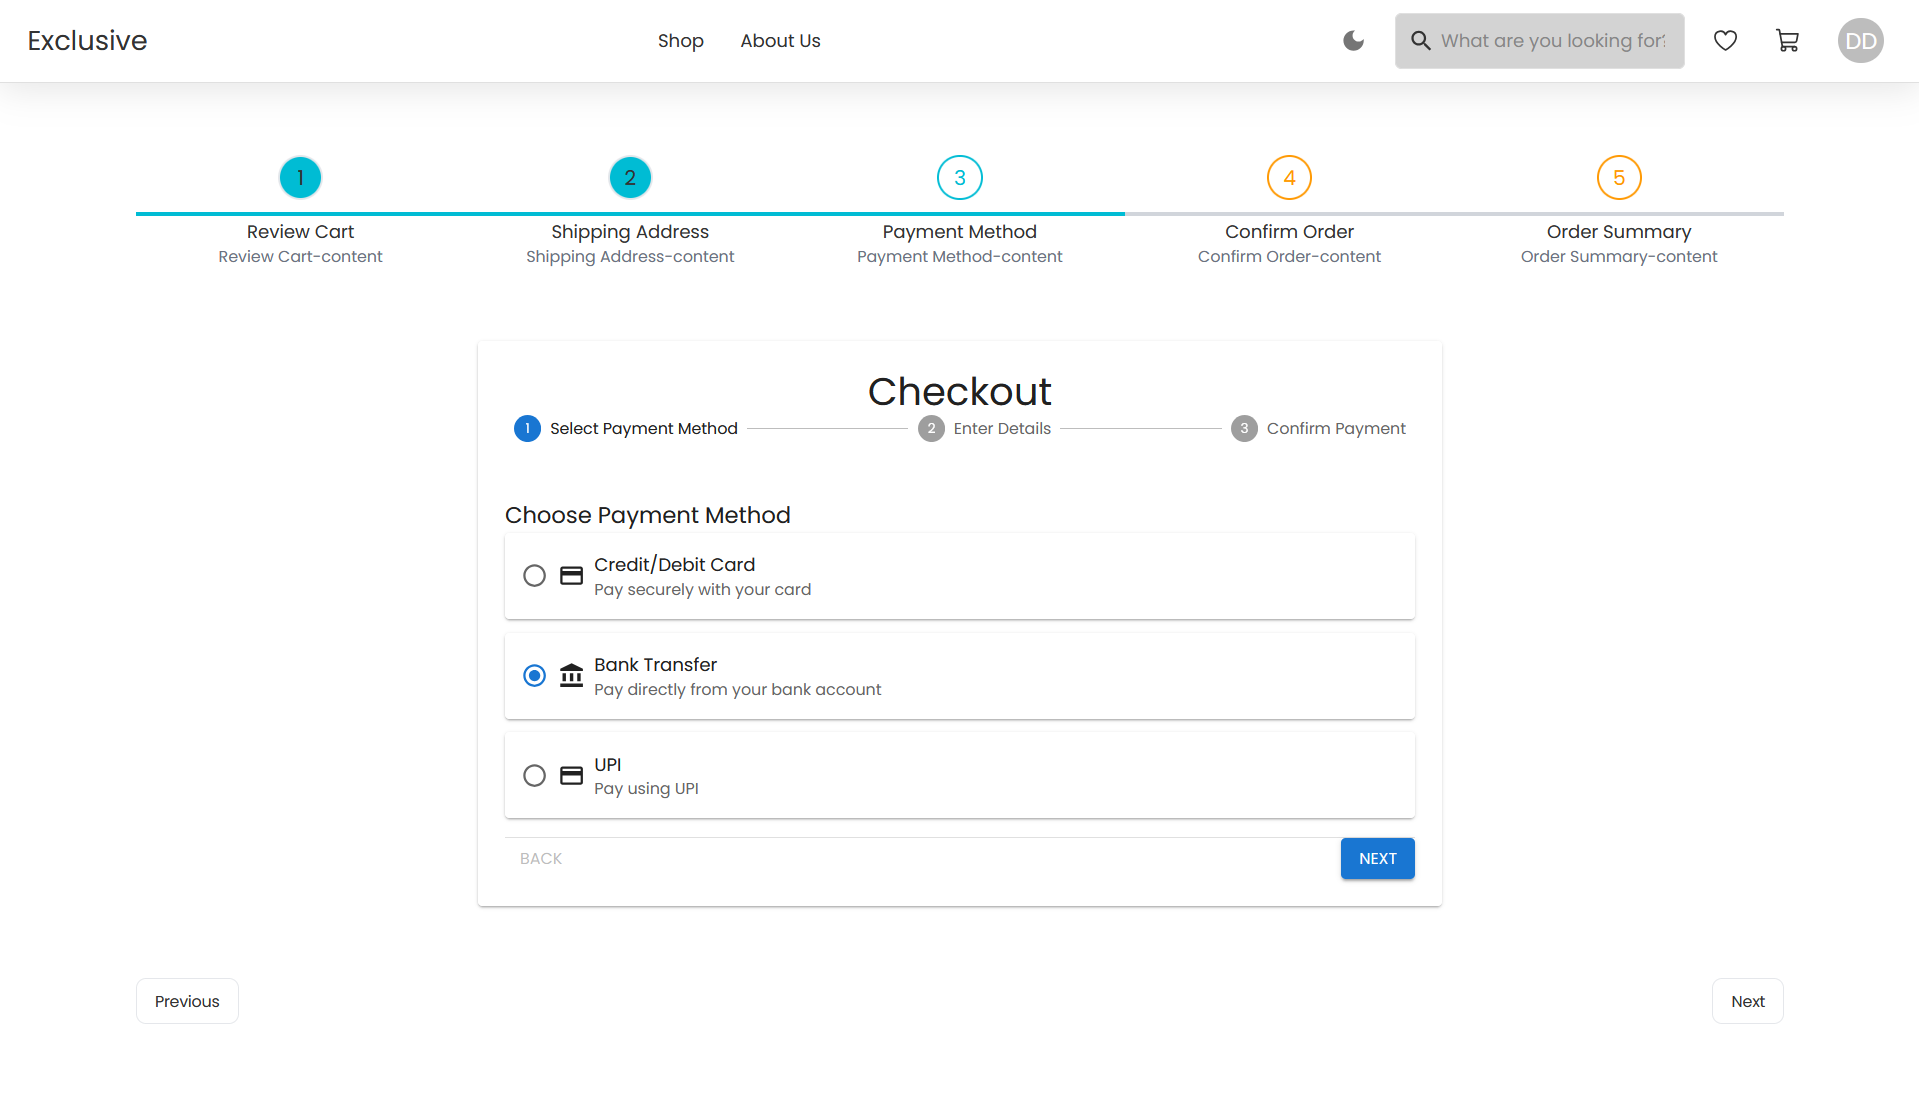 Exclusive
Shop
About Us
What are you looking for?
DD
1
2
3
4
5
Review Cart
Shipping Address
Payment Method
Confirm Order
Order Summary
Review Cart-content
Shipping Address-content
Payment Method-content
Confirm Order-content
Order Summary-content
Checkout
1 Select Payment Method
2 Enter Details
3 Confirm Payment
Choose Payment Method
Credit/Debit Card
Pay securely with your card
Bank Transfer
Pay directly from your bank account
UPI
Pay using UPI
BACK
NEXT
Previous
Next